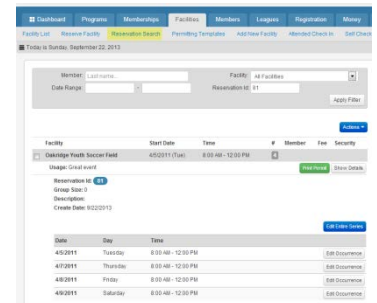 Dashboard Programs Memberships Facilities Members Leagues Registration Money
Facility List Reserve Facility Reservation Search Permitting Templates Add New Facility Attended Check In Self Check
Today is Sunday, September 22, 2013
Member Last name... Facility All Facilities
Date Range - Reservation Id 81
Apply Filter
Actions
Facility Start Date Time # Member Fee Security
Oakridge Youth Soccer Field 4/5/2011 (Tue) 8:00 AM - 12:00 PM 4
Usage: Great event Print Permit Show Details
Reservation Id: 81
Group Size: 0
Description:
Create Date: 9/22/2013
Edit Entire Series
Date Day Time
4/5/2011 Tuesday 8:00 AM - 12:00 PM Edit Occurrence
4/7/2011 Thursday 8:00 AM - 12:00 PM Edit Occurrence
4/8/2011 Friday 8:00 AM - 12:00 PM Edit Occurrence
4/9/2011 Saturday 8:00 AM - 12:00 PM Edit Occurrence